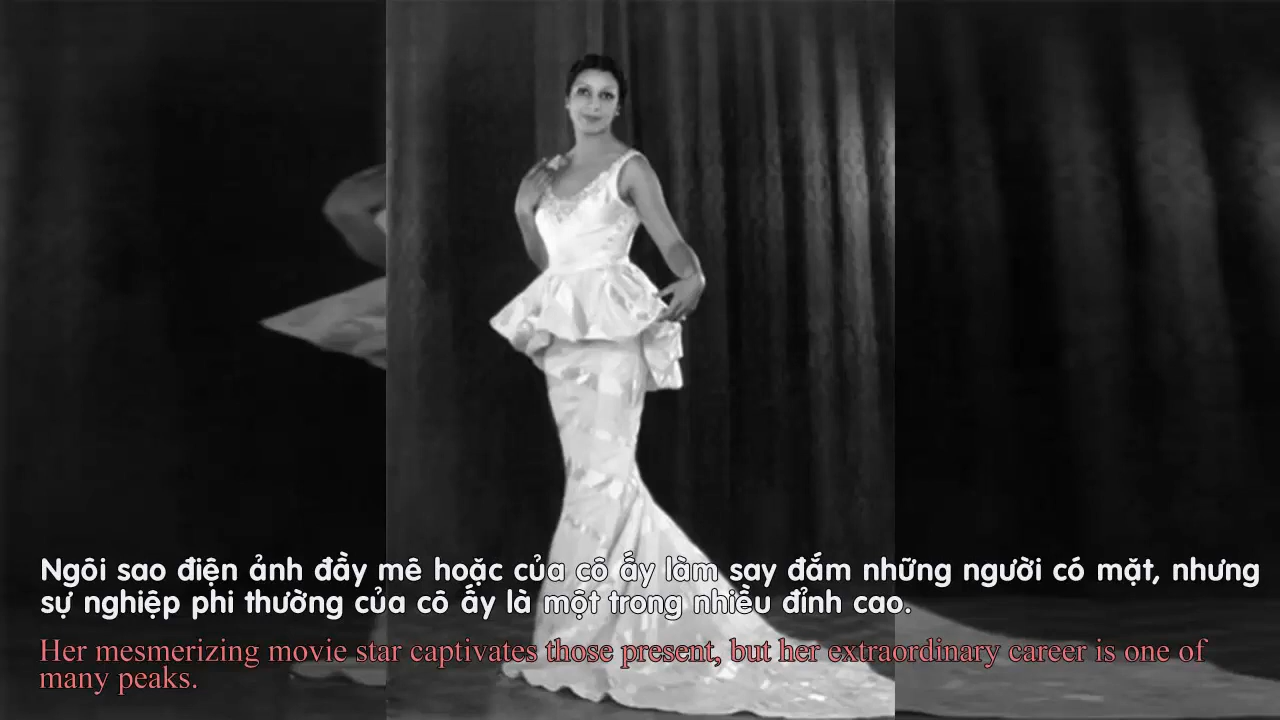 Ngôi sao điện ảnh đầy mê hoặc của cô ấy làm say đắm những người có mặt, nhưng
sự nghiệp phi thường của cô ấy là một trong nhiều đỉnh cao.
Her mesmerizing movie star captivates those present, but her extraordinary career is one of
many peaks.